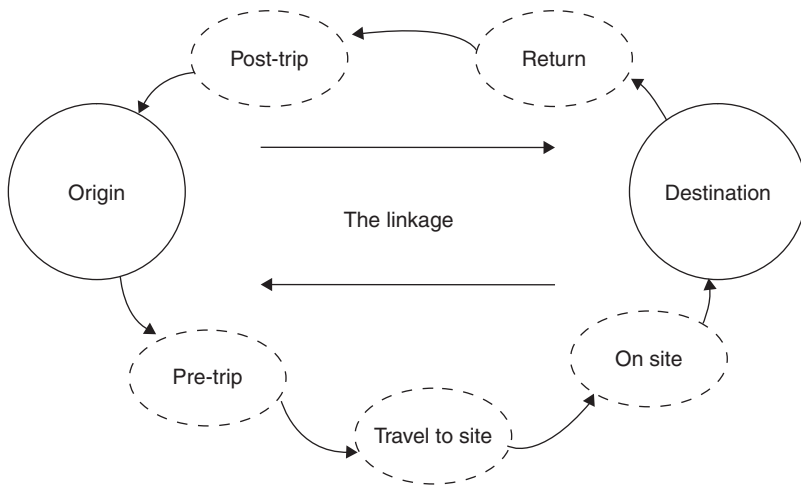 Post-trip
Return
Origin
Destination
The linkage
On site
Pre-trip
Travel to site